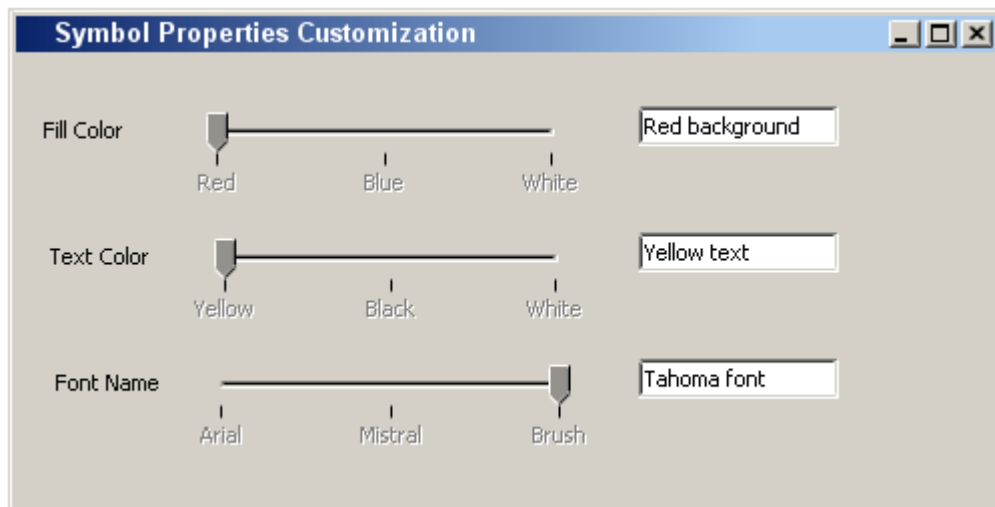 Symbol Properties Customization
Fill Color
Red background
Red Blue White
Text Color
Yellow text
Yellow Black White
Font Name
Tahoma font
Arial Mistral Brush